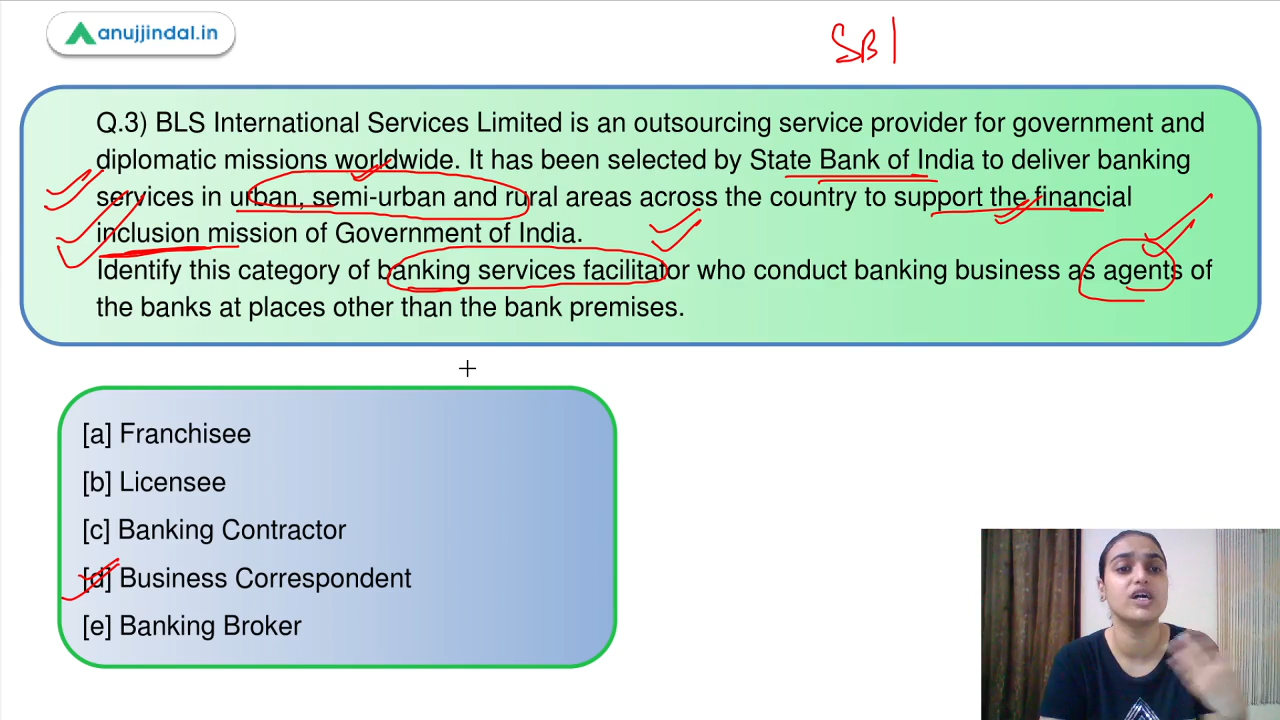 anujjindal.in
SBI
Q.3) BLS International Services Limited is an outsourcing service provider for government and
diplomatic missions worldwide. It has been selected by State Bank of India to deliver banking
services in urban, semi-urban and rural areas across the country to support the financial
inclusion mission of Government of India.
Identify this category of banking services facilitator who conduct banking business as agents of
the banks at places other than the bank premises.
[a] Franchisee
[b] Licensee
[c] Banking Contractor
[d] Business Correspondent
[e] Banking Broker